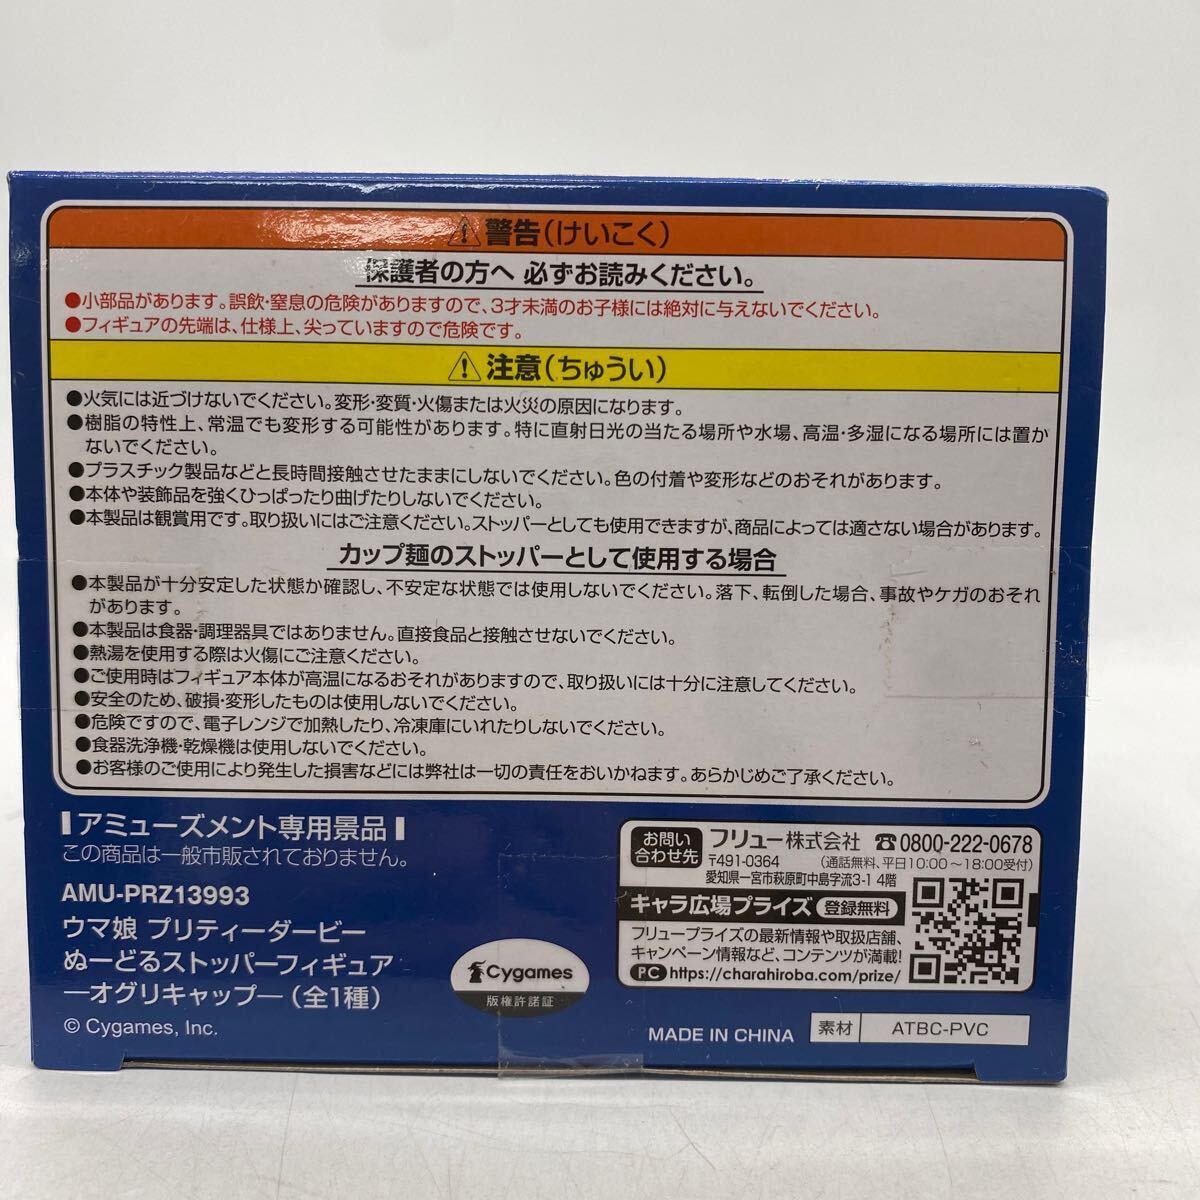 警告(けいこく)
保護者の方へ 必ずお読みください。
●小部品があります。誤飲・窒息の危険がありますので、3才未満のお子様には絶対に与えないでください。
●フィギュアの先端は、仕様上、尖っていますので危険です。
注意(ちゅうい)
●火気には近づけないでください。変形・変質・火傷または火災の原因になります。
●樹脂の特性上、常温でも変形する可能性があります。特に直射日光の当たる場所や水場、高温・多湿になる場所には置か
ないでください。
●プラスチック製品などと長時間接触させたままにしないでください。色の付着や変形などのおそれがあります。
●本体や装飾品を強くひっぱったり曲げたりしないでください。
●本製品は観賞用です。取り扱いにはご注意ください。ストッパーとしても使用できますが、商品によっては適さない場合があります。
カップ麺のストッパーとして使用する場合
●本製品が十分安定した状態か確認し、不安定な状態では使用しないでください。落下、転倒した場合、事故やケガのおそれ
があります。
●本製品は食器・調理器具ではありません。直接食品と接触させないでください。
●熱湯を使用する際は火傷にご注意ください。
●ご使用時はフィギュア本体が高温になるおそれがありますので、取り扱いには十分に注意してください。
●安全のため、破損・変形したものは使用しないでください。
●危険ですので、電子レンジで加熱したり、冷凍庫にいれたりしないでください。
●食器洗浄機・乾燥機は使用しないでください。
●お客様のご使用により発生した損害などには弊社は一切の責任をおいかねます。あらかじめご了承ください。
アミューズメント専用景品
この商品は一般市販されておりません。
AMU-PRZ13993
ウマ娘 プリティーダービー
ぬーどるストッパーフィギュア
―オグリキャップ―(全1種)
© Cygames, Inc.
Cygames
版権許諾証
お問い
合わせ先
フリュー株式会社 ☎0800-222-0678
〒491-0364 (通話無料、平日10:00～18:00受付)
愛知県一宮市萩原町中島字流3-1 4階
キャラ広場プライズ 登録無料
フリュープライズの最新情報や取扱店舗、
キャンペーン情報など、コンテンツが満載!
PC https://charahiroba.com/prize/
MADE IN CHINA
素材 ATBC-PVC